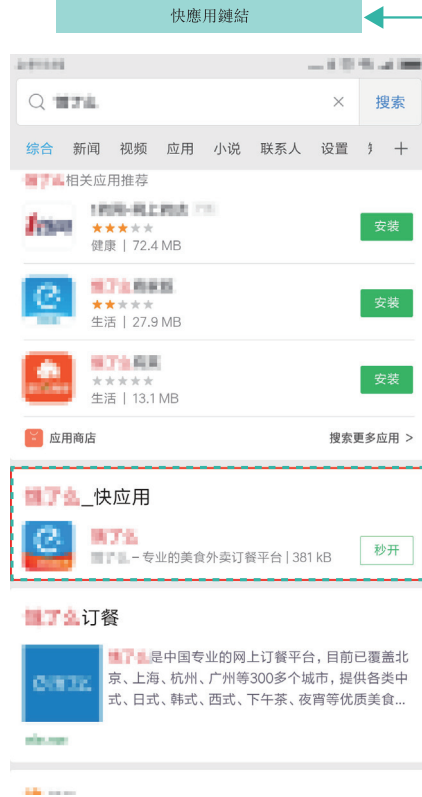 快應用鏈結
搜索
综合 新闻 视频 应用 小说 联系人 设置
相关应用推荐
安装
健康 | 72.4 MB
安装
生活 | 27.9 MB
安装
生活 | 13.1 MB
应用商店 搜索更多应用 >
_快应用
– 专业的美食外卖订餐平台 | 381 kB 秒开
订餐
是中国专业的网上订餐平台，目前已覆盖北
京、上海、杭州、广州等300多个城市，提供各类中
式、日式、韩式、西式、下午茶、夜宵等优质美食...